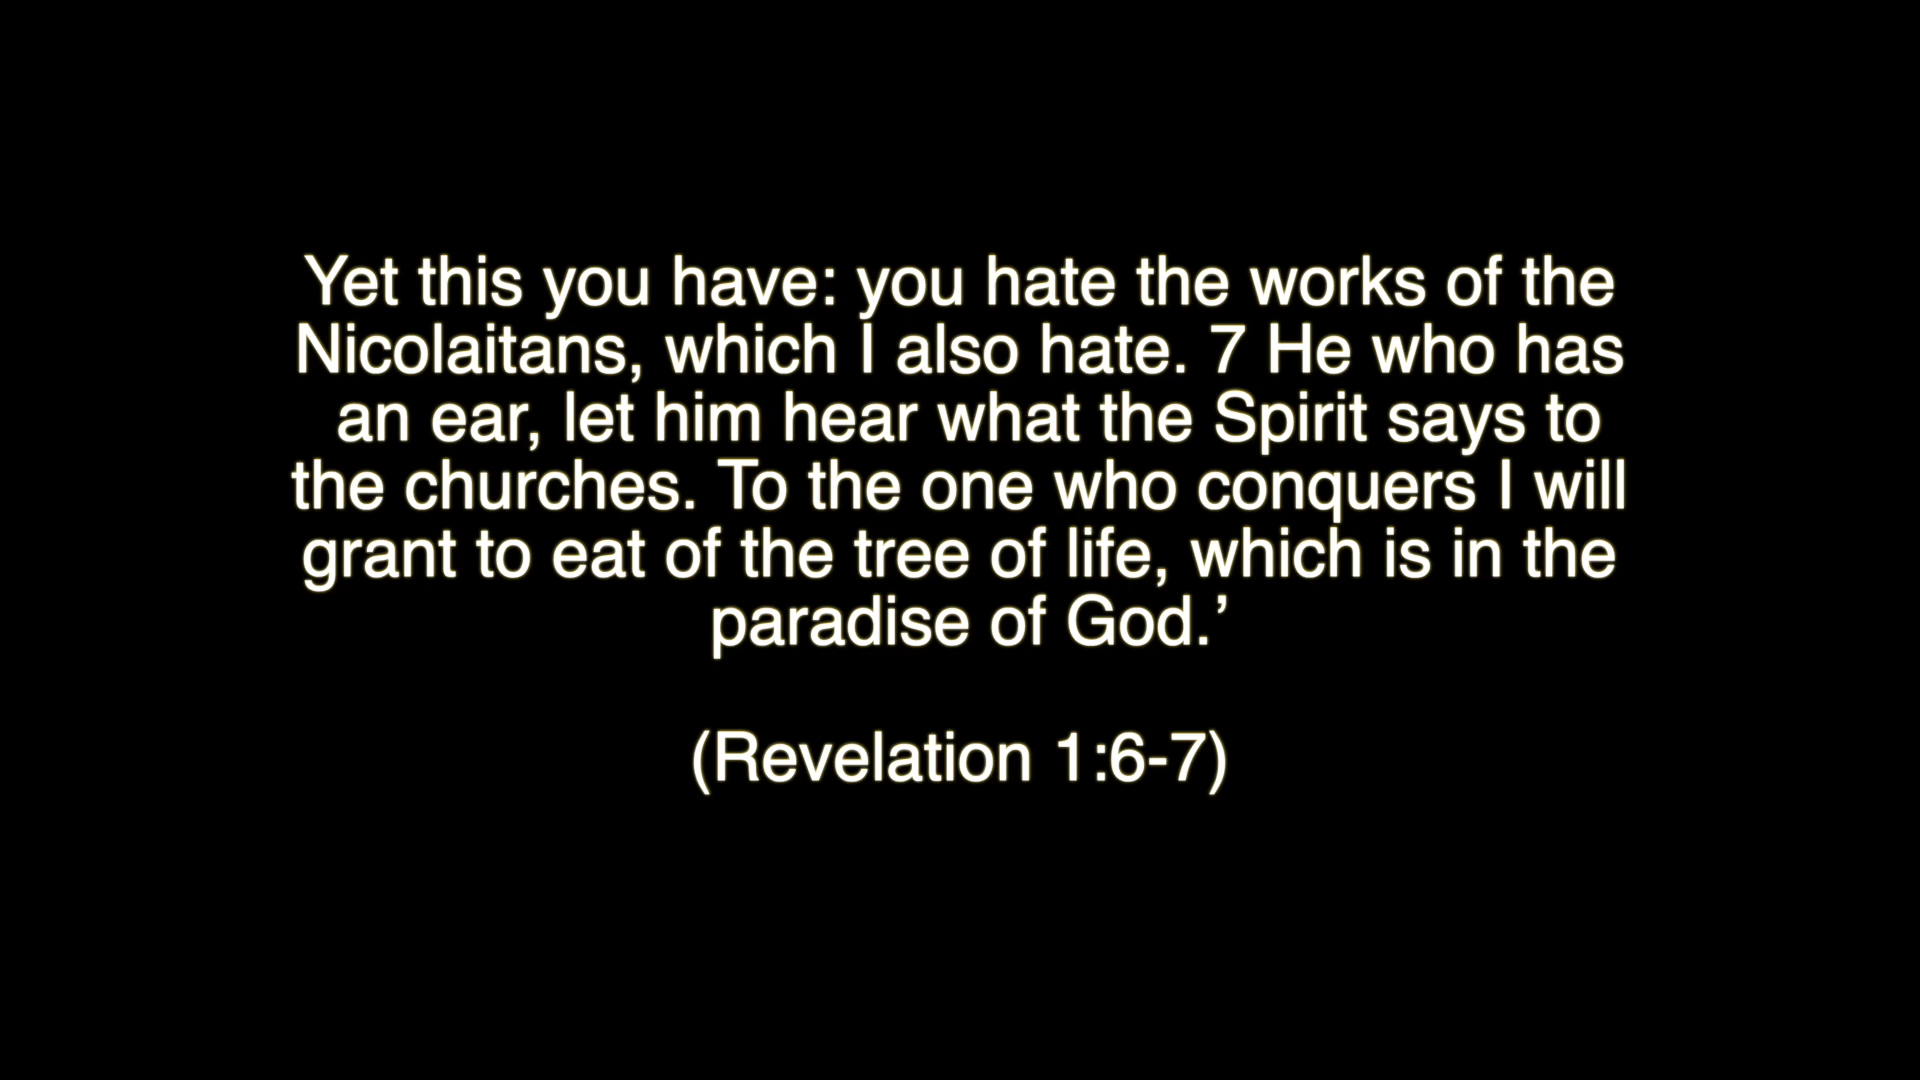 Yet this you have: you hate the works of the
Nicolaitans, which I also hate. 7 He who has
an ear, let him hear what the Spirit says to
the churches. To the one who conquers I will
grant to eat of the tree of life, which is in the
paradise of God.’
(Revelation 1:6-7)